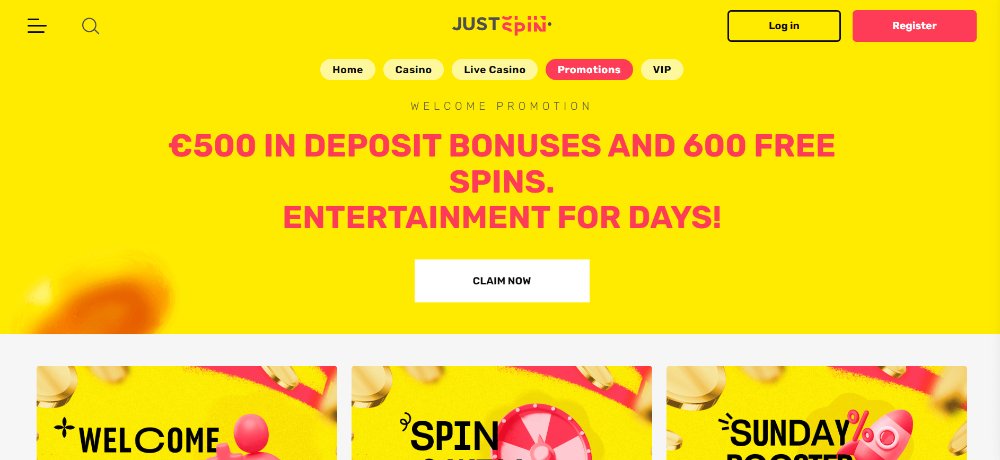 JUSTSPIN
Log in
Register
Home
Casino
Live Casino
Promotions
VIP
WELCOME PROMOTION
€500 IN DEPOSIT BONUSES AND 600 FREE
SPINS.
ENTERTAINMENT FOR DAYS!
CLAIM NOW
WELCOME
SPIN
SUNDAY
BOOSTER